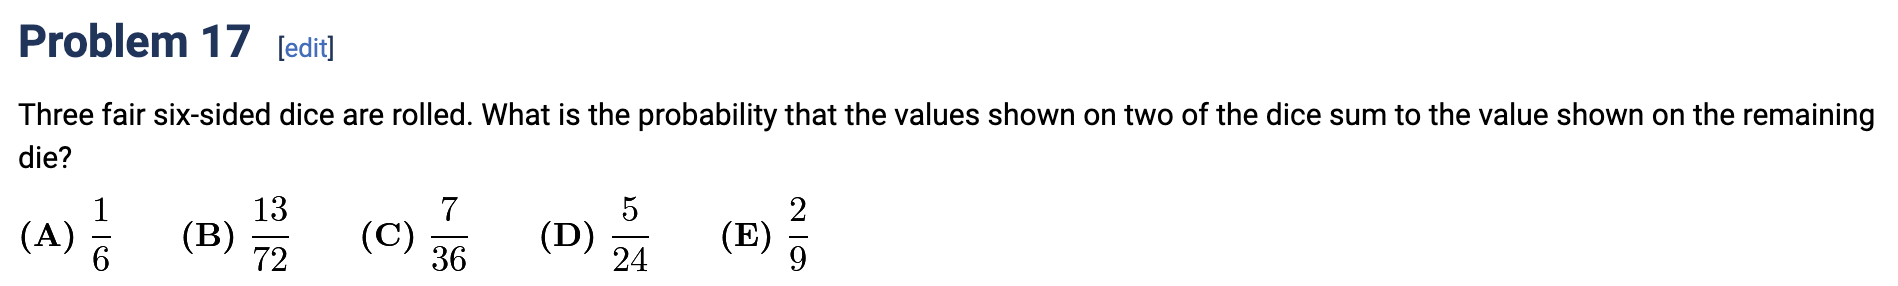 Problem 17 [edit]
Three fair six-sided dice are rolled. What is the probability that the values shown on two of the dice sum to the value shown on the remaining
die?
(A) 1/6 (B) 13/72 (C) 7/36 (D) 5/24 (E) 2/9